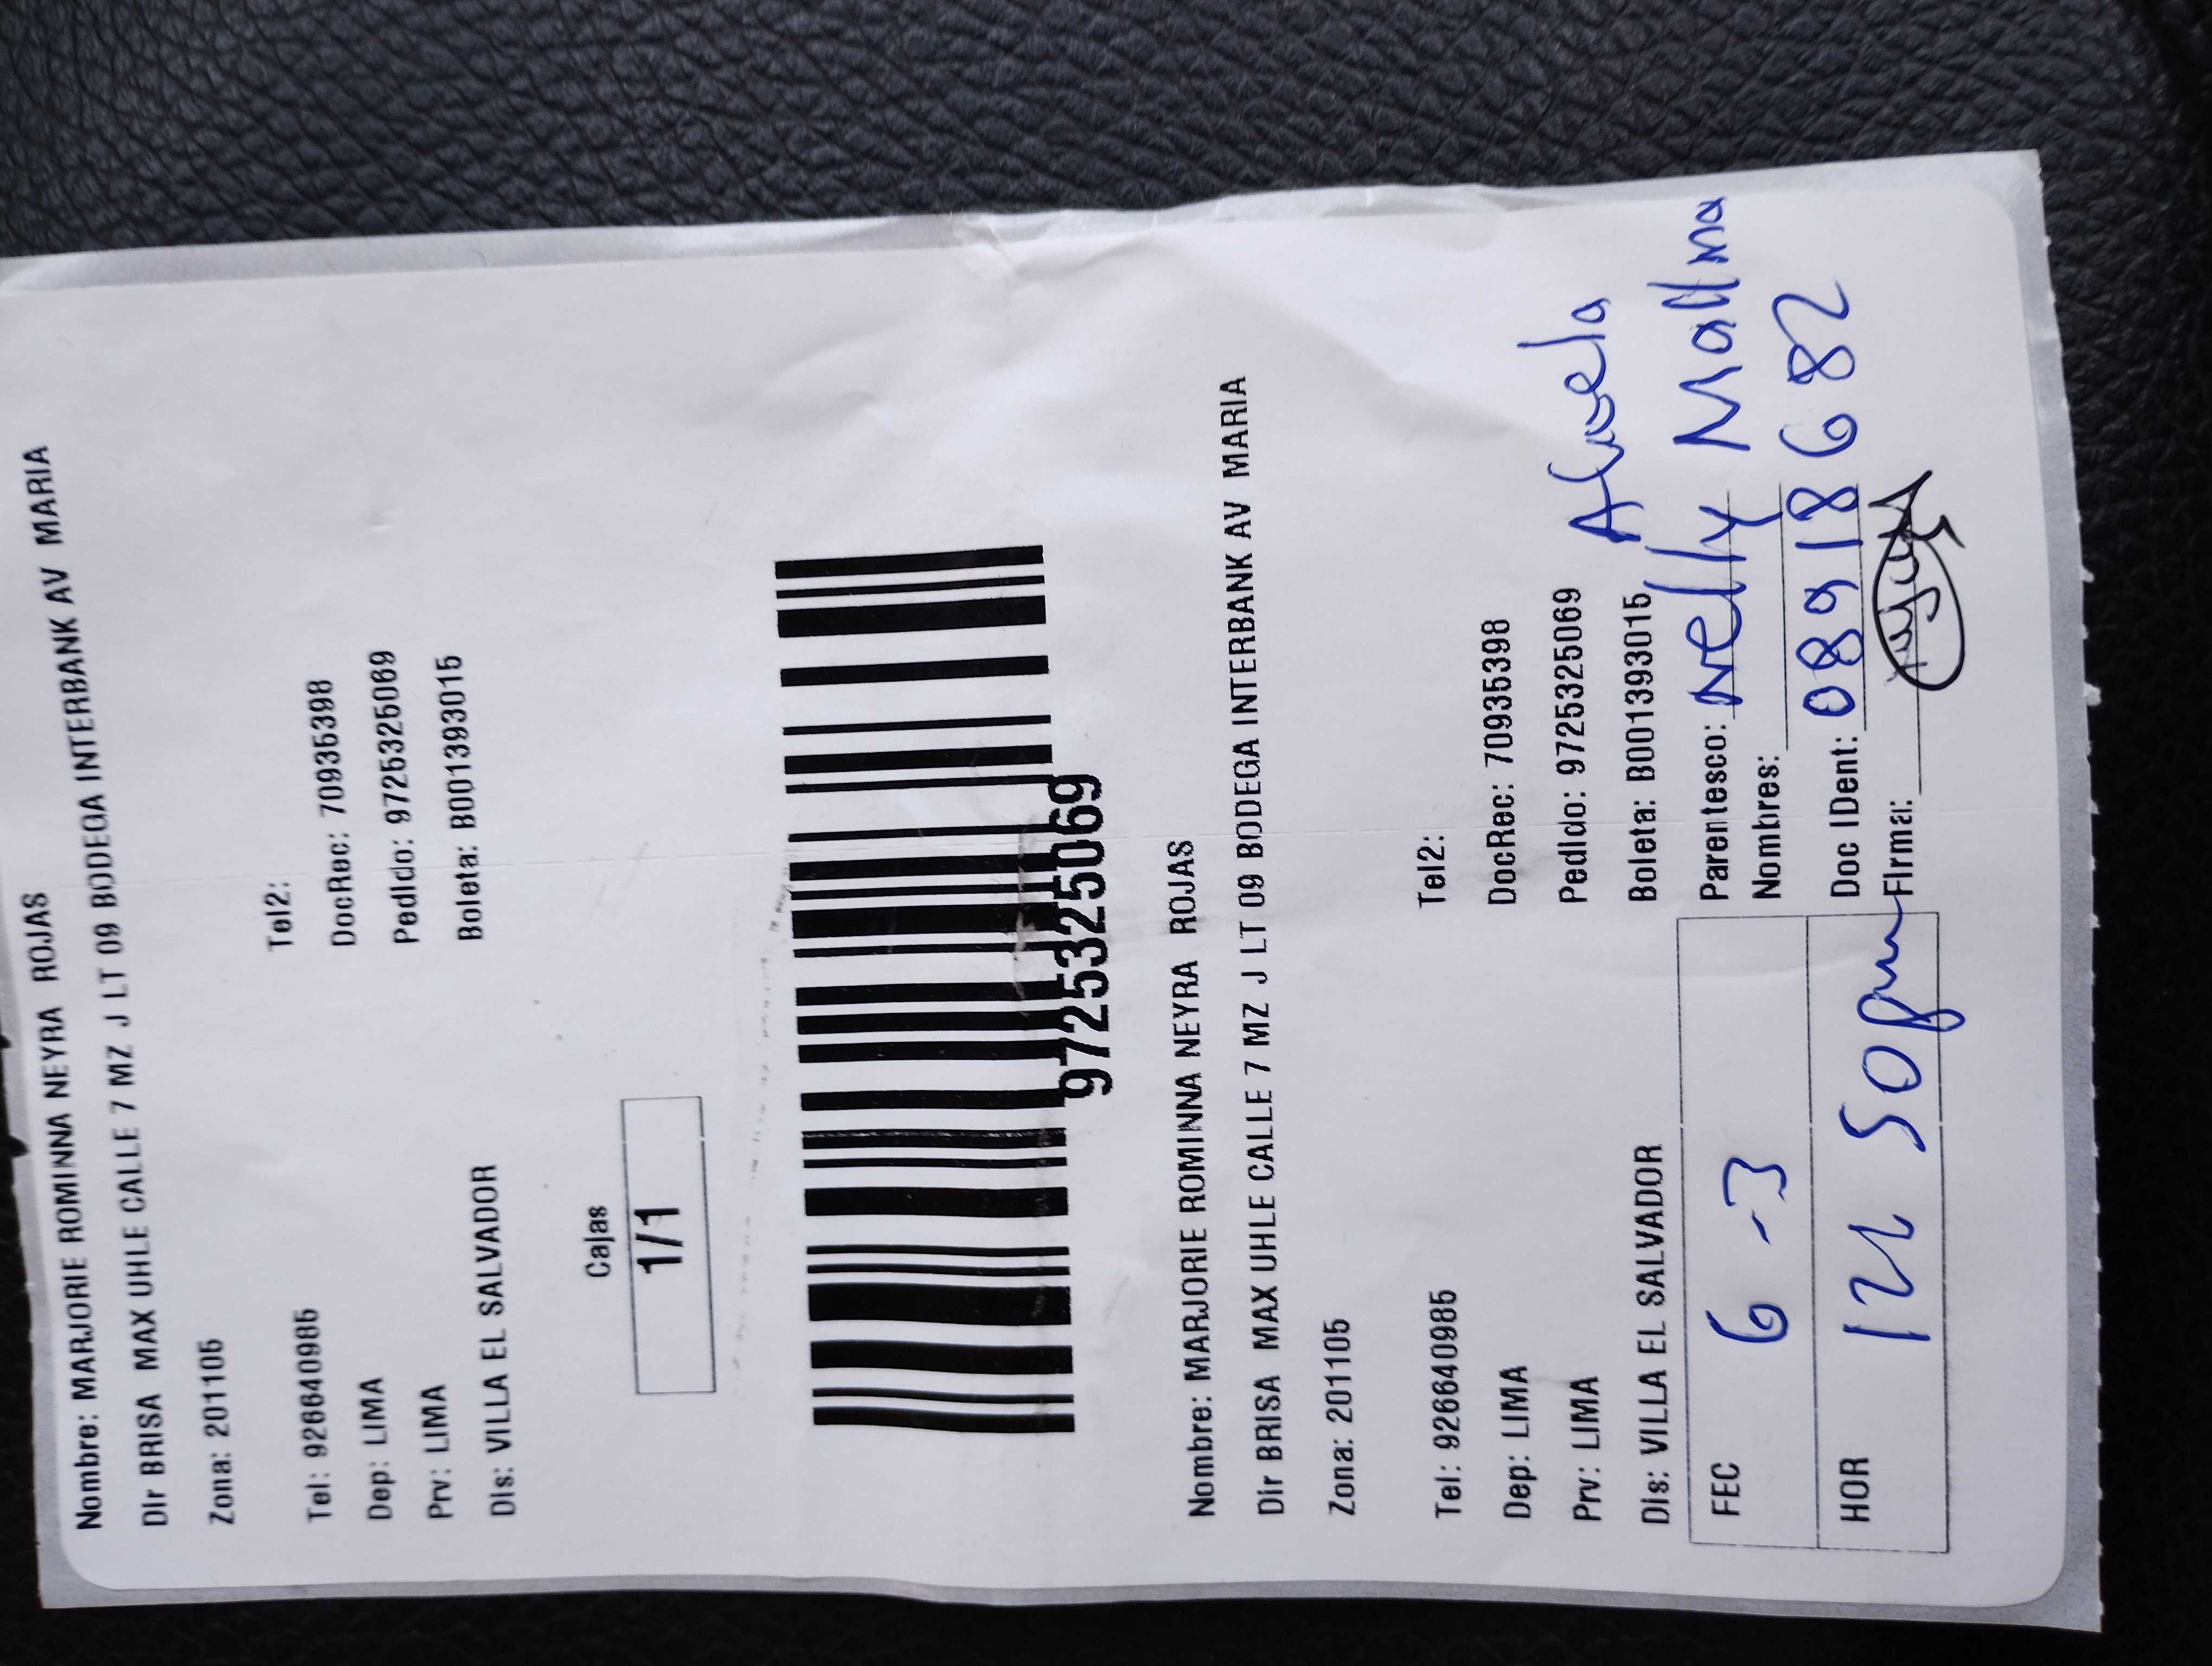 Nombre: MARJORIE ROMINNA NEYRA ROJAS
Dir BRISA MAX UHLE CALLE 7 MZ J LT 09 BODEGA INTERBANK AV MARIA
Zona: 201105
Tel: 926640985 Tel2:
Dep: LIMA DocRec: 70935398
Prv: LIMA Pedido: 97253325069
Dis: VILLA EL SALVADOR Boleta: B001393015
Cajas
1/1
97253325069
Nombre: MARJORIE ROMINNA NEYRA ROJAS
Dir BRISA MAX UHLE CALLE 7 MZ J LT 09 BODEGA INTERBANK AV MARIA
Zona: 201105
Tel: 926640985 Tel2:
Dep: LIMA DocRec: 70935398
Prv: LIMA Pedido: 97253325069
Abuela
Dis: VILLA EL SALVADOR Boleta: B001393015
FEC 6-3 Parentesco: Nelly Mallma
Nombres:
HOR 12 50pm Doc IDent: 08918682
Firma: